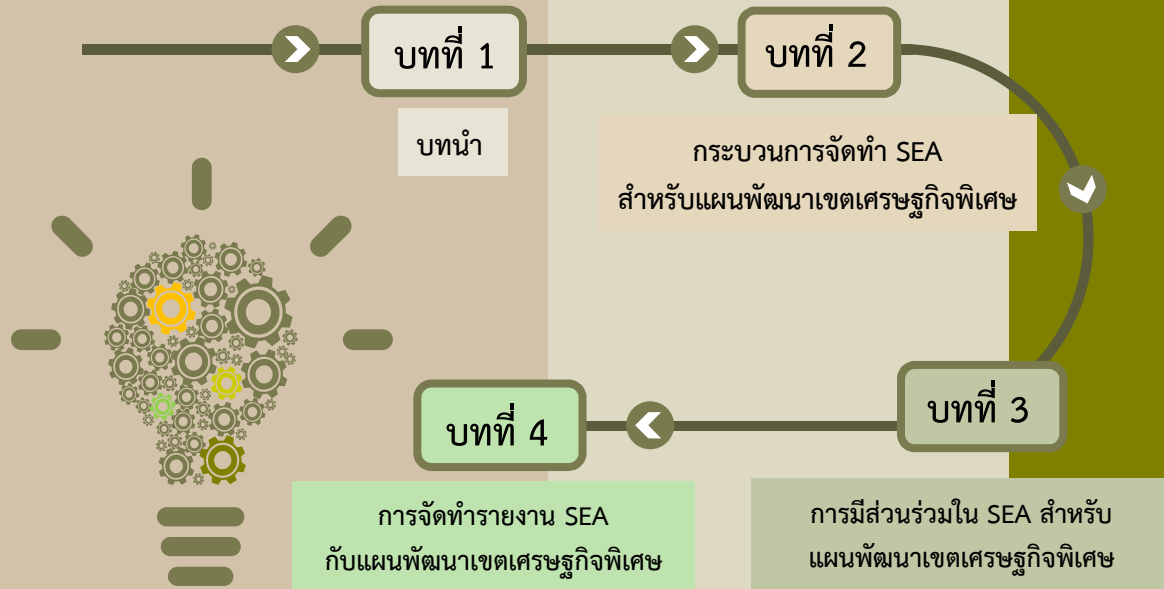 บทที่ 1
บทนำ
บทที่ 2
กระบวนการจัดทำ SEA
สำหรับแผนพัฒนาเขตเศรษฐกิจพิเศษ
บทที่ 3
การมีส่วนร่วมใน SEA สำหรับ
แผนพัฒนาเขตเศรษฐกิจพิเศษ
บทที่ 4
การจัดทำรายงาน SEA
กับแผนพัฒนาเขตเศรษฐกิจพิเศษ